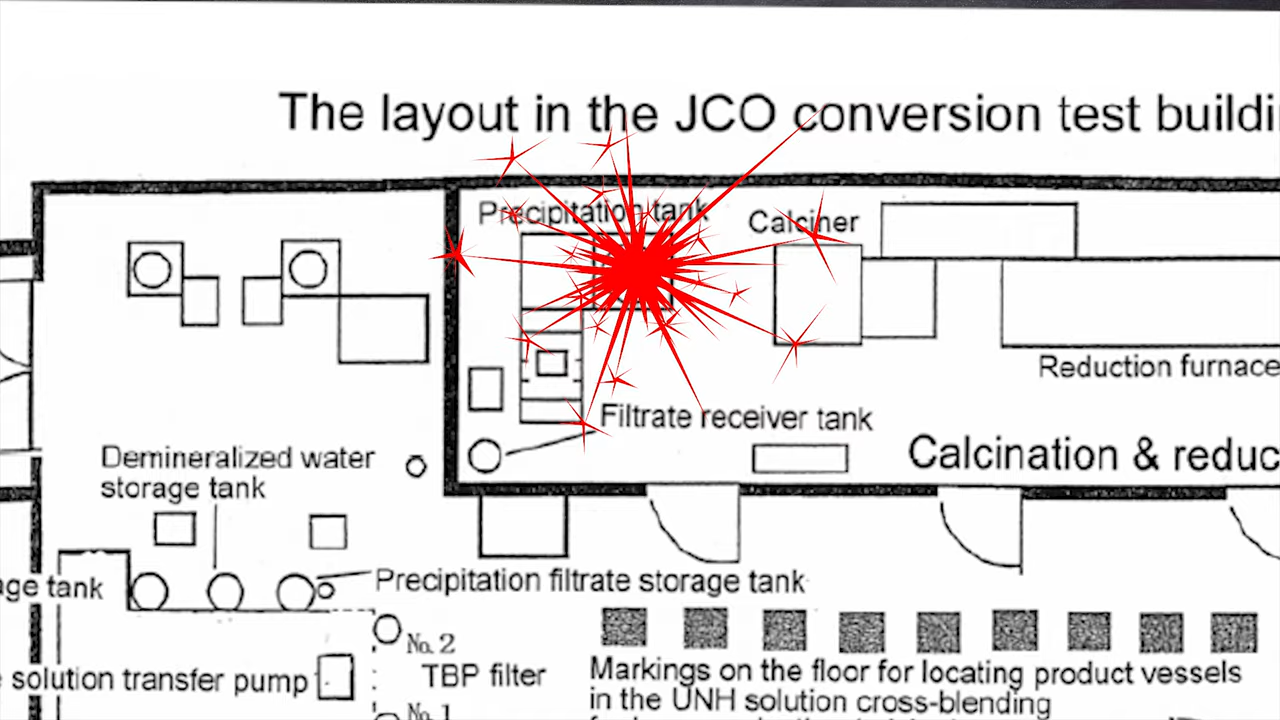 The layout in the JCO conversion test buildi
Precipitation tank
Calciner
Reduction furnace
Filtrate receiver tank
Calcination & reduc
Demineralized water
storage tank
ge tank
Precipitation filtrate storage tank
No. 2
TBP filter
solution transfer pump
No. 1
Markings on the floor for locating product vessels
in the UNH solution cross-blending